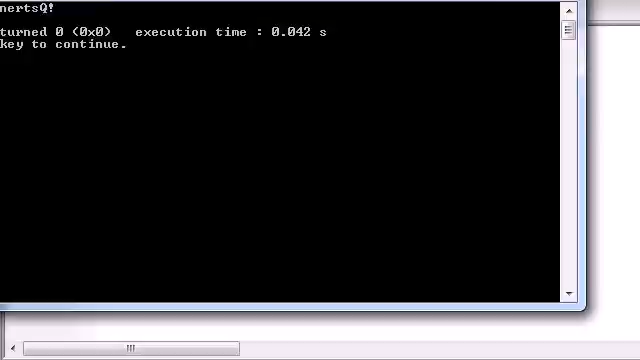 nertsQ!
turned 0 (0x0)   execution time : 0.042 s
key to continue.